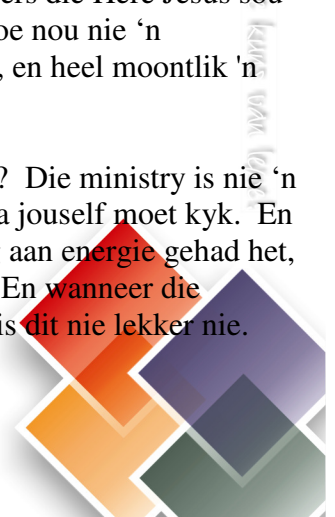 ers die Here Jesus sou
oe nou nie ‘n
, en heel moontlik 'n
? Die ministry is nie ‘n
a jouself moet kyk. En
aan energie gehad het,
En wanneer die
is dit nie lekker nie.